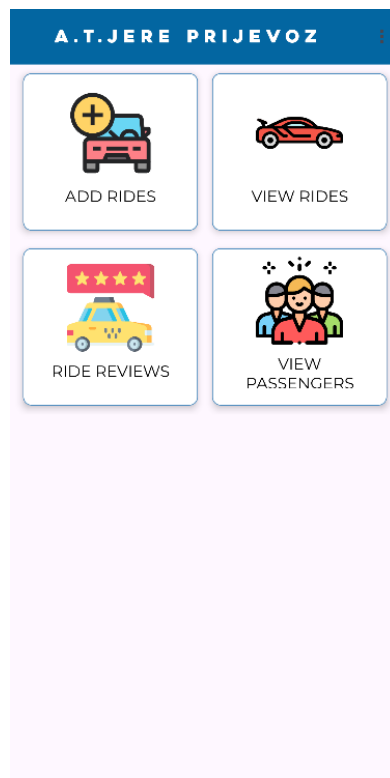 A.T.JERE PRIJEVOZ
ADD RIDES
VIEW RIDES
RIDE REVIEWS
VIEW
PASSENGERS